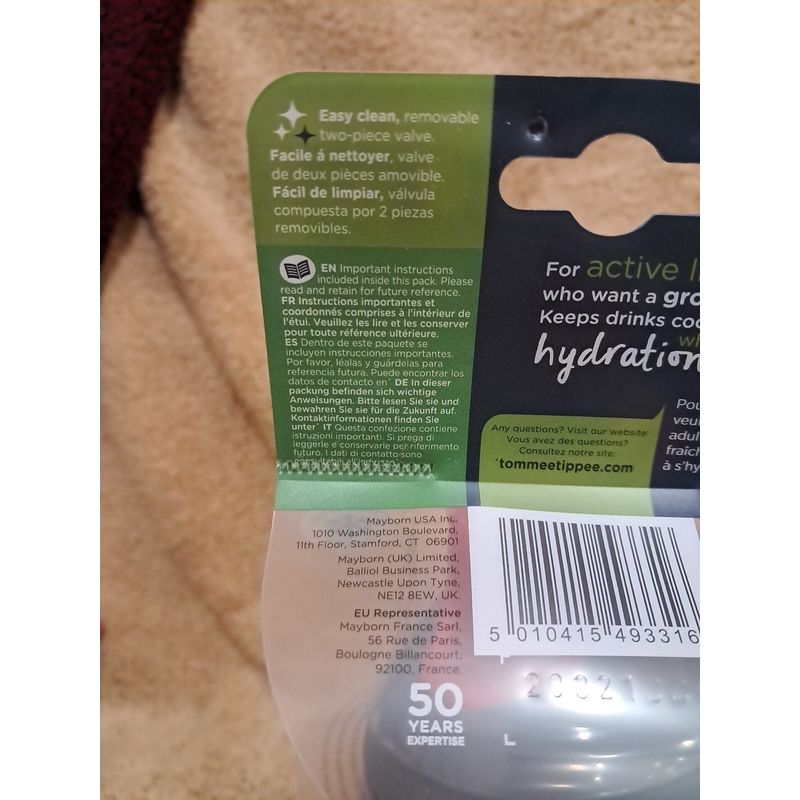 Easy clean, removable
two-piece valve.
Facile á nettoyer, valve
de deux pièces amovible.
Fácil de limpiar, válvula
compuesta por 2 piezas
removibles.
EN Important instructions
included inside this pack. Please
read and retain for future reference.
FR Instructions importantes et
coordonnés comprises à l'intérieur de
l'étui. Veuillez les lire et les conserver
pour toute référence ultérieure.
ES Dentro de este paquete se
incluyen instrucciones importantes.
Por favor, léalas y guárdelas para
referencia futura. Puede encontrar los
datos de contacto en* DE In dieser
packung befinden sich wichtige
Anweisungen. Bitte lesen Sie sie und
bewahren Sie sie für die Zukunft auf.
Kontaktinformationen finden Sie
unter* IT Questa confezione contiene
istruzioni importanti. Si prega di
leggerle e conservarle per riferimento
futuro. I dati di contatto sono
For active li
who want a gro
Keeps drinks coo
wh
hydration
Any questions? Visit our website:
Vous avez des questions?
Consultez notre site:
*tommeetippee.com
Pou
veur
adul
fraîch
à s'hy
Mayborn USA Inc.
1010 Washington Boulevard,
11th Floor, Stamford, CT 06901
Mayborn (UK) Limited,
Balliol Business Park,
Newcastle Upon Tyne,
NE12 8EW, UK.
EU Representative
Mayborn France Sarl,
56 Rue de Paris,
Boulogne Billancourt,
92100, France
50
YEARS
EXPERTISE
5 010415 493316